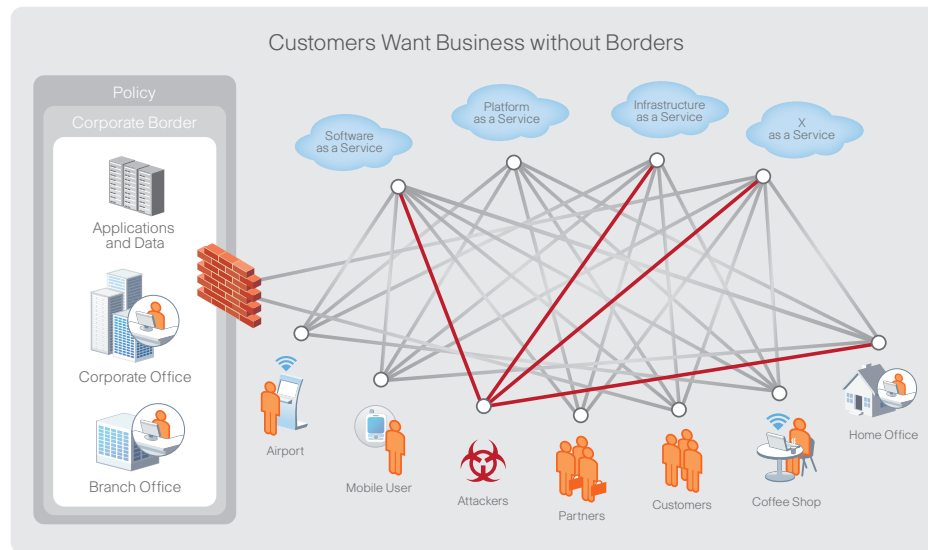 Customers Want Business without Borders
Policy
Corporate Border
Applications
and Data
Corporate Office
Branch Office
Software
as a Service
Platform
as a Service
Infrastructure
as a Service
X
as a Service
Airport
Mobile User
Attackers
Partners
Customers
Coffee Shop
Home Office